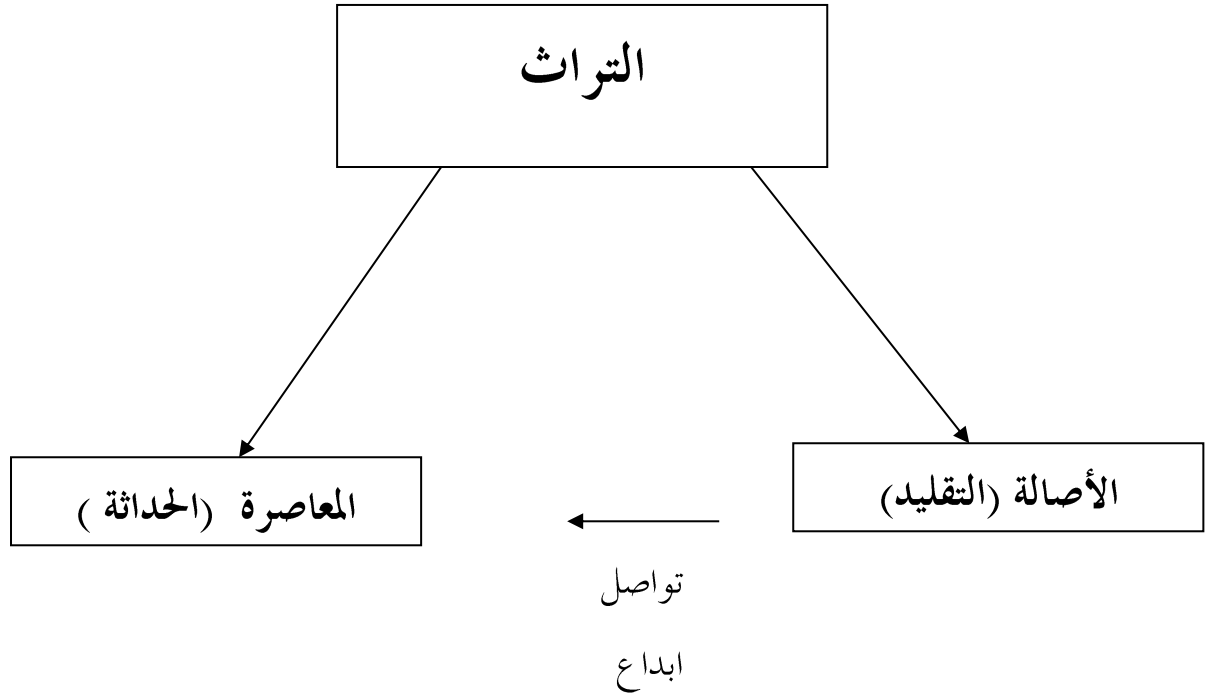 التراث
الأصالة (التقليد)
المعاصرة (الحداثة )
تواصل
ابداع